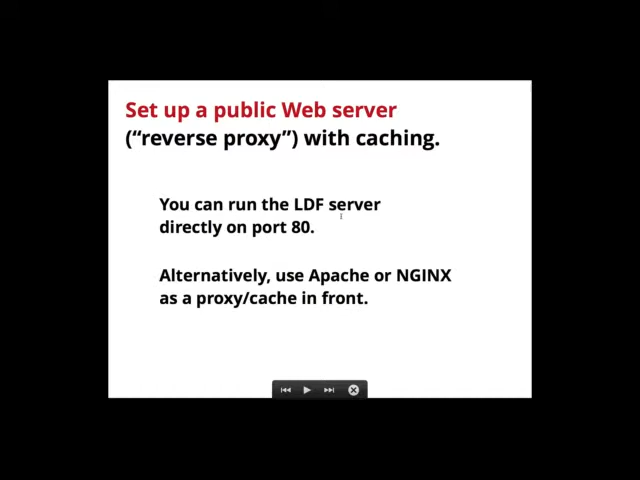 Set up a public Web server
(“reverse proxy”) with caching.
You can run the LDF server
directly on port 80.
Alternatively, use Apache or NGINX
as a proxy/cache in front.